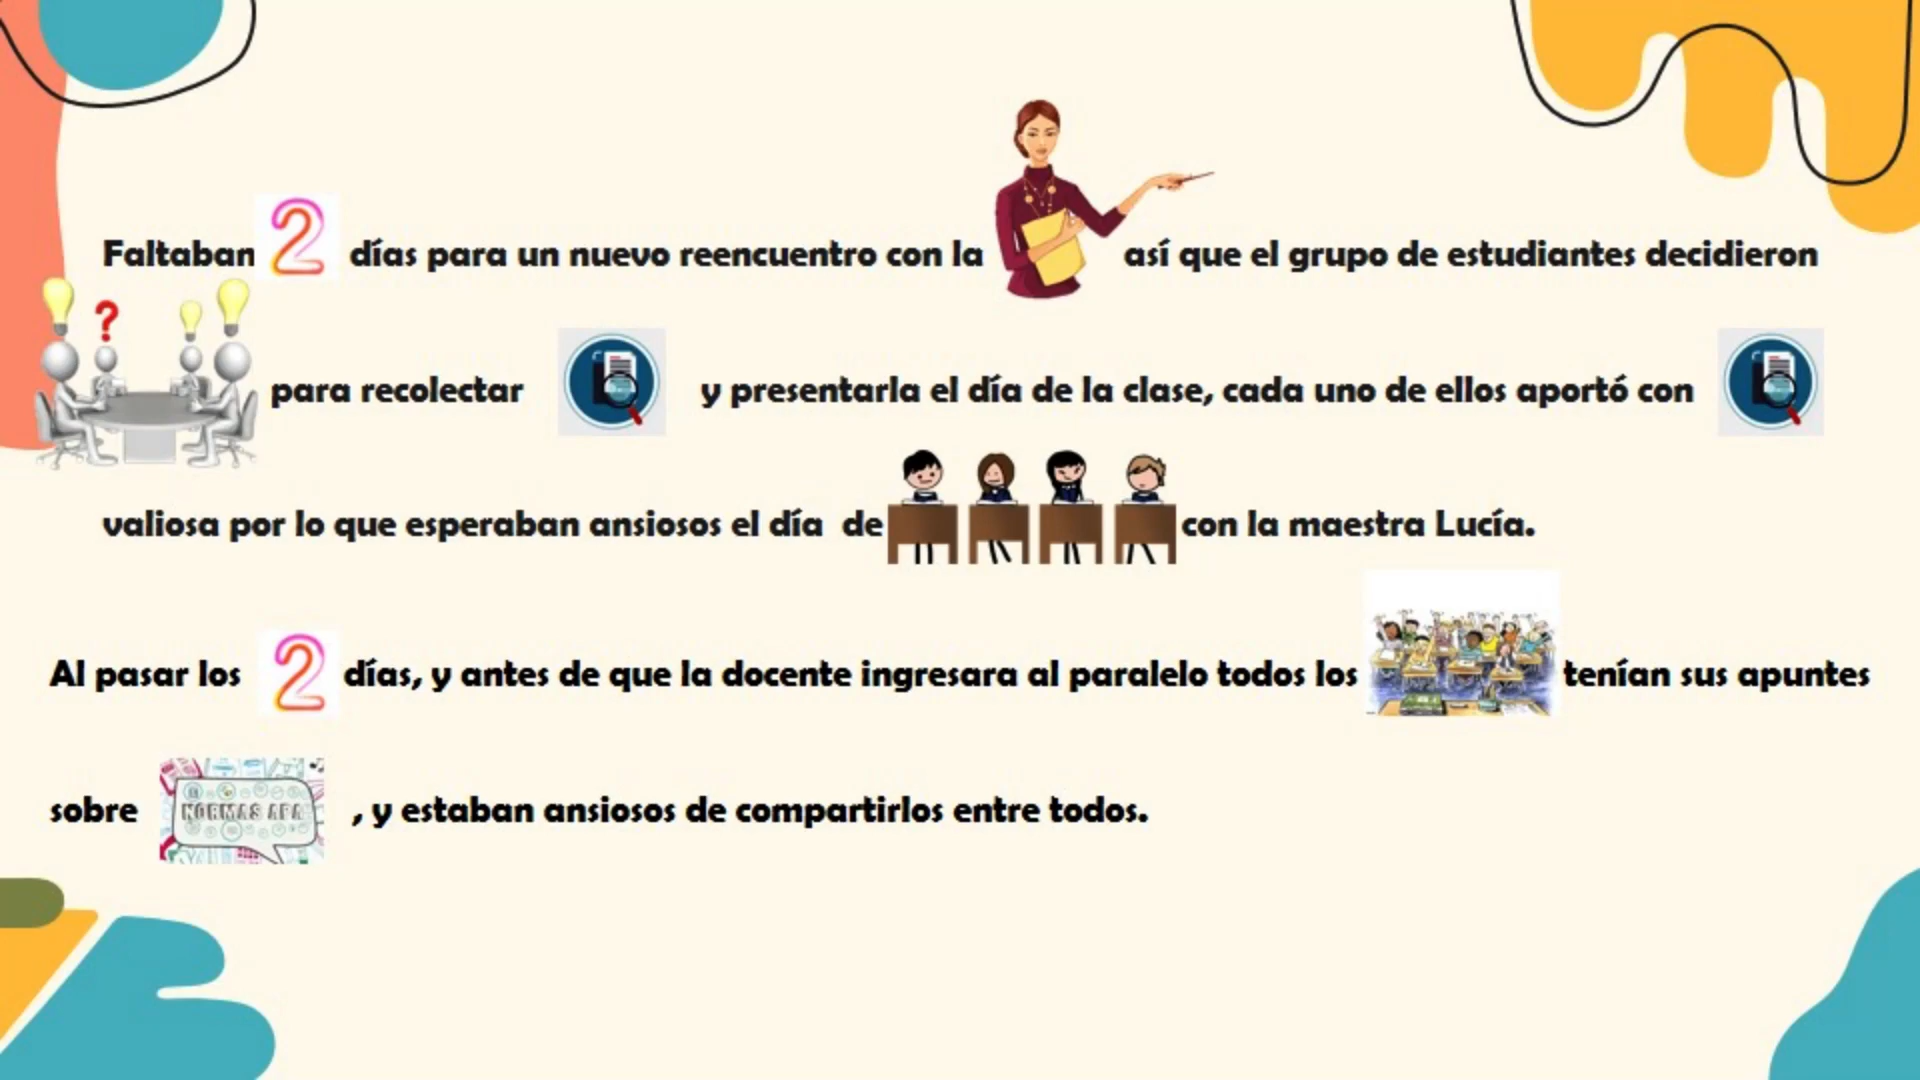 Faltaban 2 días para un nuevo reencuentro con la así que el grupo de estudiantes decidieron
? para recolectar y presentarla el día de la clase, cada uno de ellos aportó con
valiosa por lo que esperaban ansiosos el día de con la maestra Lucía.
Al pasar los 2 días, y antes de que la docente ingresara al paralelo todos los tenían sus apuntes
sobre NORMAS APA , y estaban ansiosos de compartirlos entre todos.